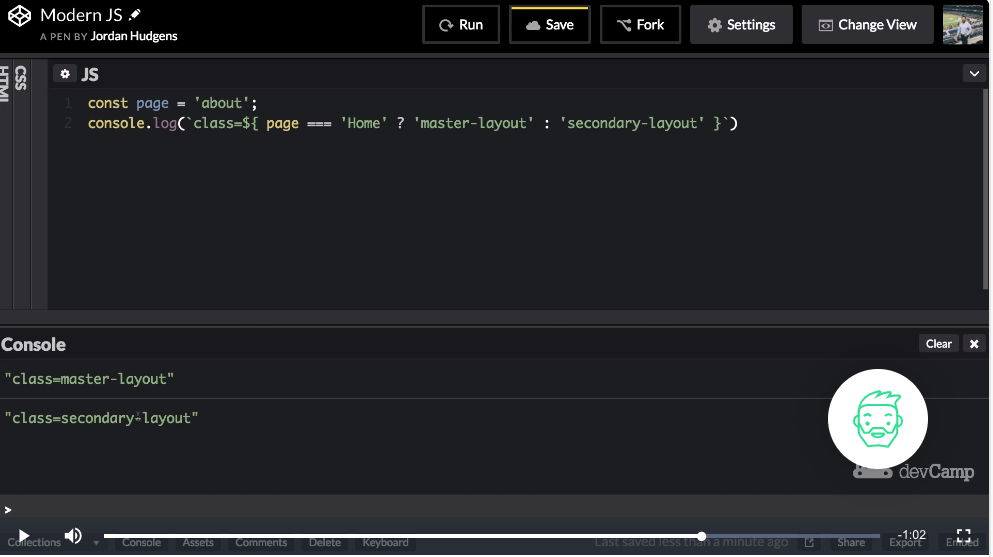 Modern JS
A PEN BY Jordan Hudgens
Run
Save
Fork
Settings
Change View
HTML
CSS
JS
1 const page = 'about';
2 console.log(`class=${ page === 'Home' ? 'master-layout' : 'secondary-layout' }`)
Console
Clear
"class=master-layout"
"class=secondary-layout"
devCamp
>
-1:02
Collections
Console
Assets
Comments
Delete
Keyboard
Last saved less than a minute ago
Share
Export
Embed